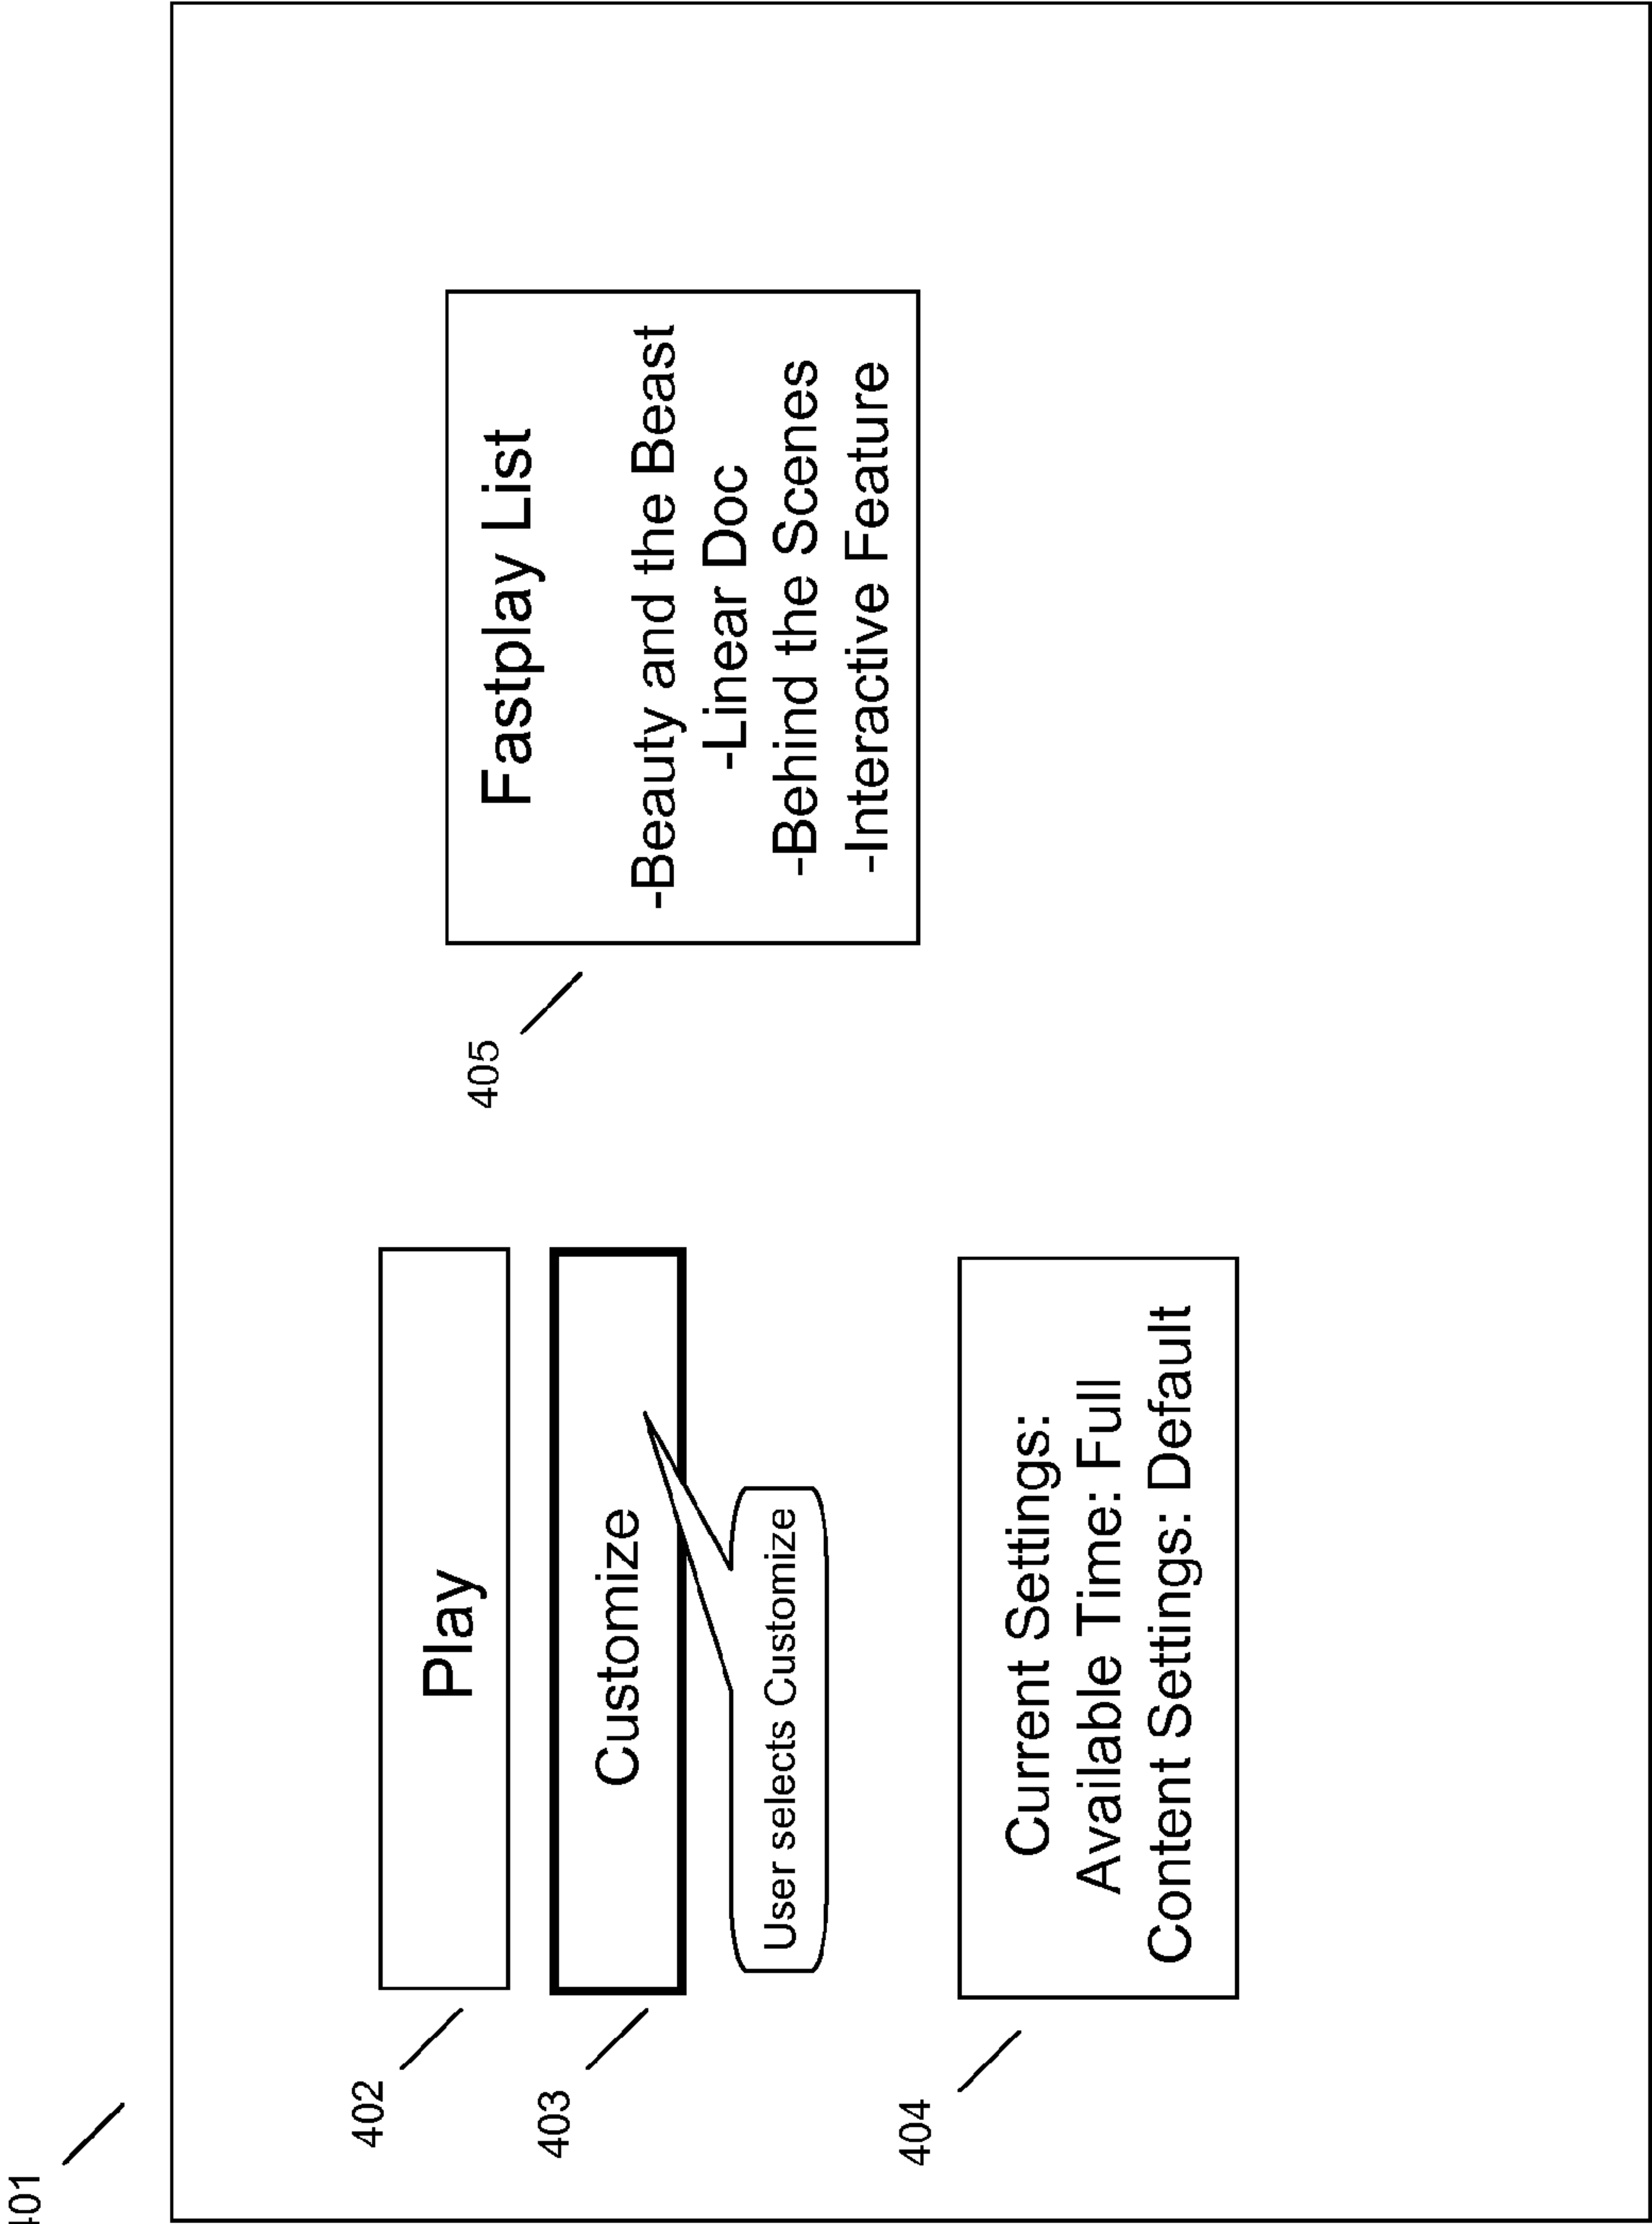 401
402
Play
403
Customize
User selects Customize
404
Current Settings:
Available Time: Full
Content Settings: Default
405
Fastplay List
-Beauty and the Beast
-Linear Doc
-Behind the Scenes
-Interactive Feature